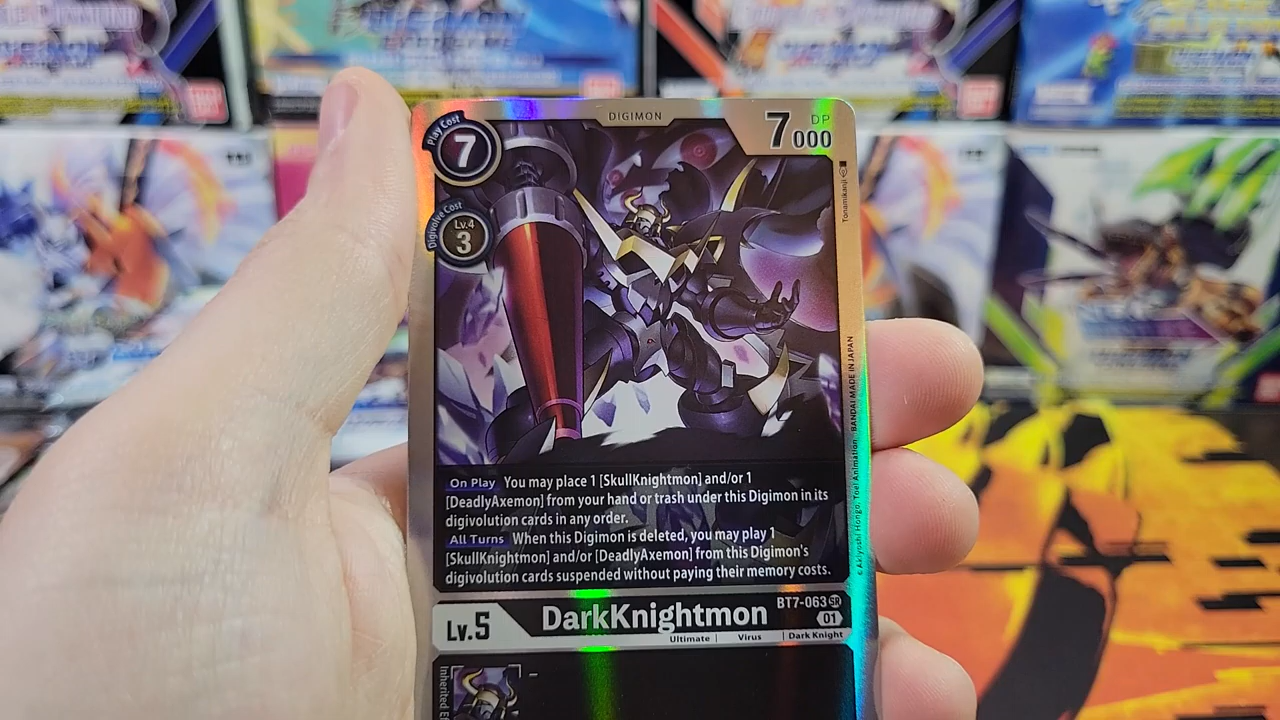 DIGIMON
Play Cost
7
7000
DP
Digivolve Cost
Lv.4
3
Tonamikanji
On Play You may place 1 [SkullKnightmon] and/or 1
[DeadlyAxemon] from your hand or trash under this Digimon in its
digivolution cards in any order.
All Turns When this Digimon is deleted, you may play 1
[SkullKnightmon] and/or [DeadlyAxemon] from this Digimon's
digivolution cards suspended without paying their memory costs.
©Akiyoshi Hongo, Toei Animation BANDAI MADE IN JAPAN
Lv.5
DarkKnightmon
BT7-063 SR
01
Ultimate | Virus | Dark Knight
Inherited
–